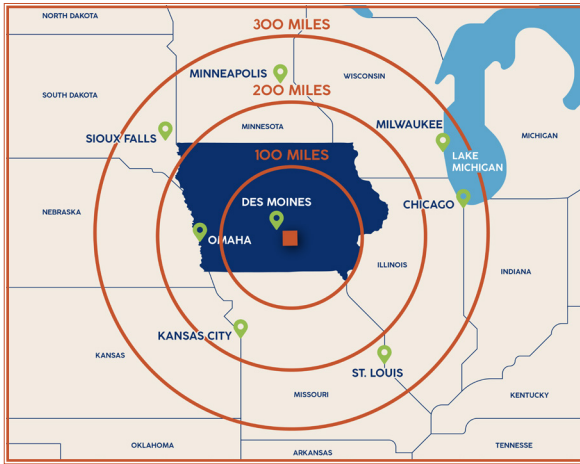 NORTH DAKOTA
300 MILES
MINNEAPOLIS
WISCONSIN
SOUTH DAKOTA
200 MILES
MINNESOTA
MILWAUKEE
SIOUX FALLS
MICHIGAN
100 MILES
LAKE
MICHIGAN
DES MOINES
CHICAGO
NEBRASKA
OMAHA
ILLINOIS
INDIANA
KANSAS CITY
KANSAS
ST. LOUIS
MISSOURI
KENTUCKY
OKLAHOMA
ARKANSAS
TENNESSE